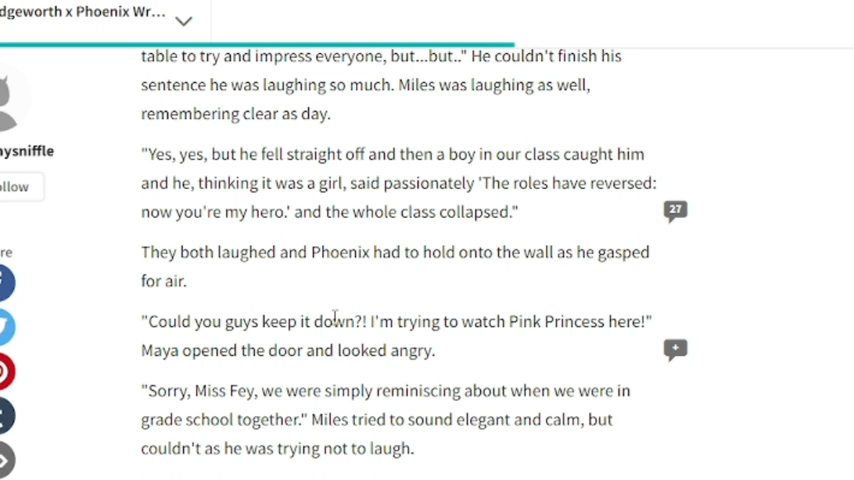 dgeworth x Phoenix Wr...
table to try and impress everyone, but...but.." He couldn't finish his
sentence he was laughing so much. Miles was laughing as well,
remembering clear as day.
"Yes, yes, but he fell straight off and then a boy in our class caught him
and he, thinking it was a girl, said passionately 'The roles have reversed:
now you're my hero.' and the whole class collapsed."
27
They both laughed and Phoenix had to hold onto the wall as he gasped
for air.
"Could you guys keep it down?! I'm trying to watch Pink Princess here!"
Maya opened the door and looked angry.
+
"Sorry, Miss Fey, we were simply reminiscing about when we were in
grade school together." Miles tried to sound elegant and calm, but
couldn't as he was trying not to laugh.
ysniffle
ollow
re